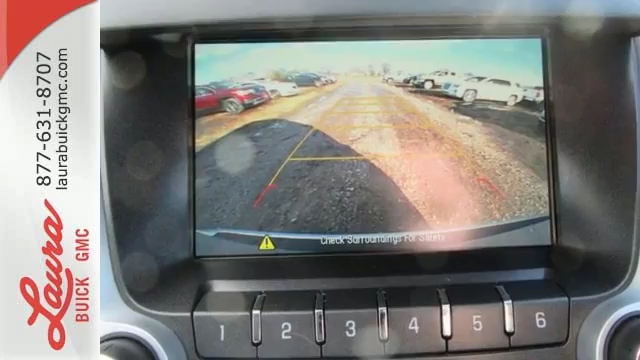 877-631-8707
laurabuickgmc.com
Laura
BUICK GMC
Check Surroundings For Safety
1 2 3 4 5 6